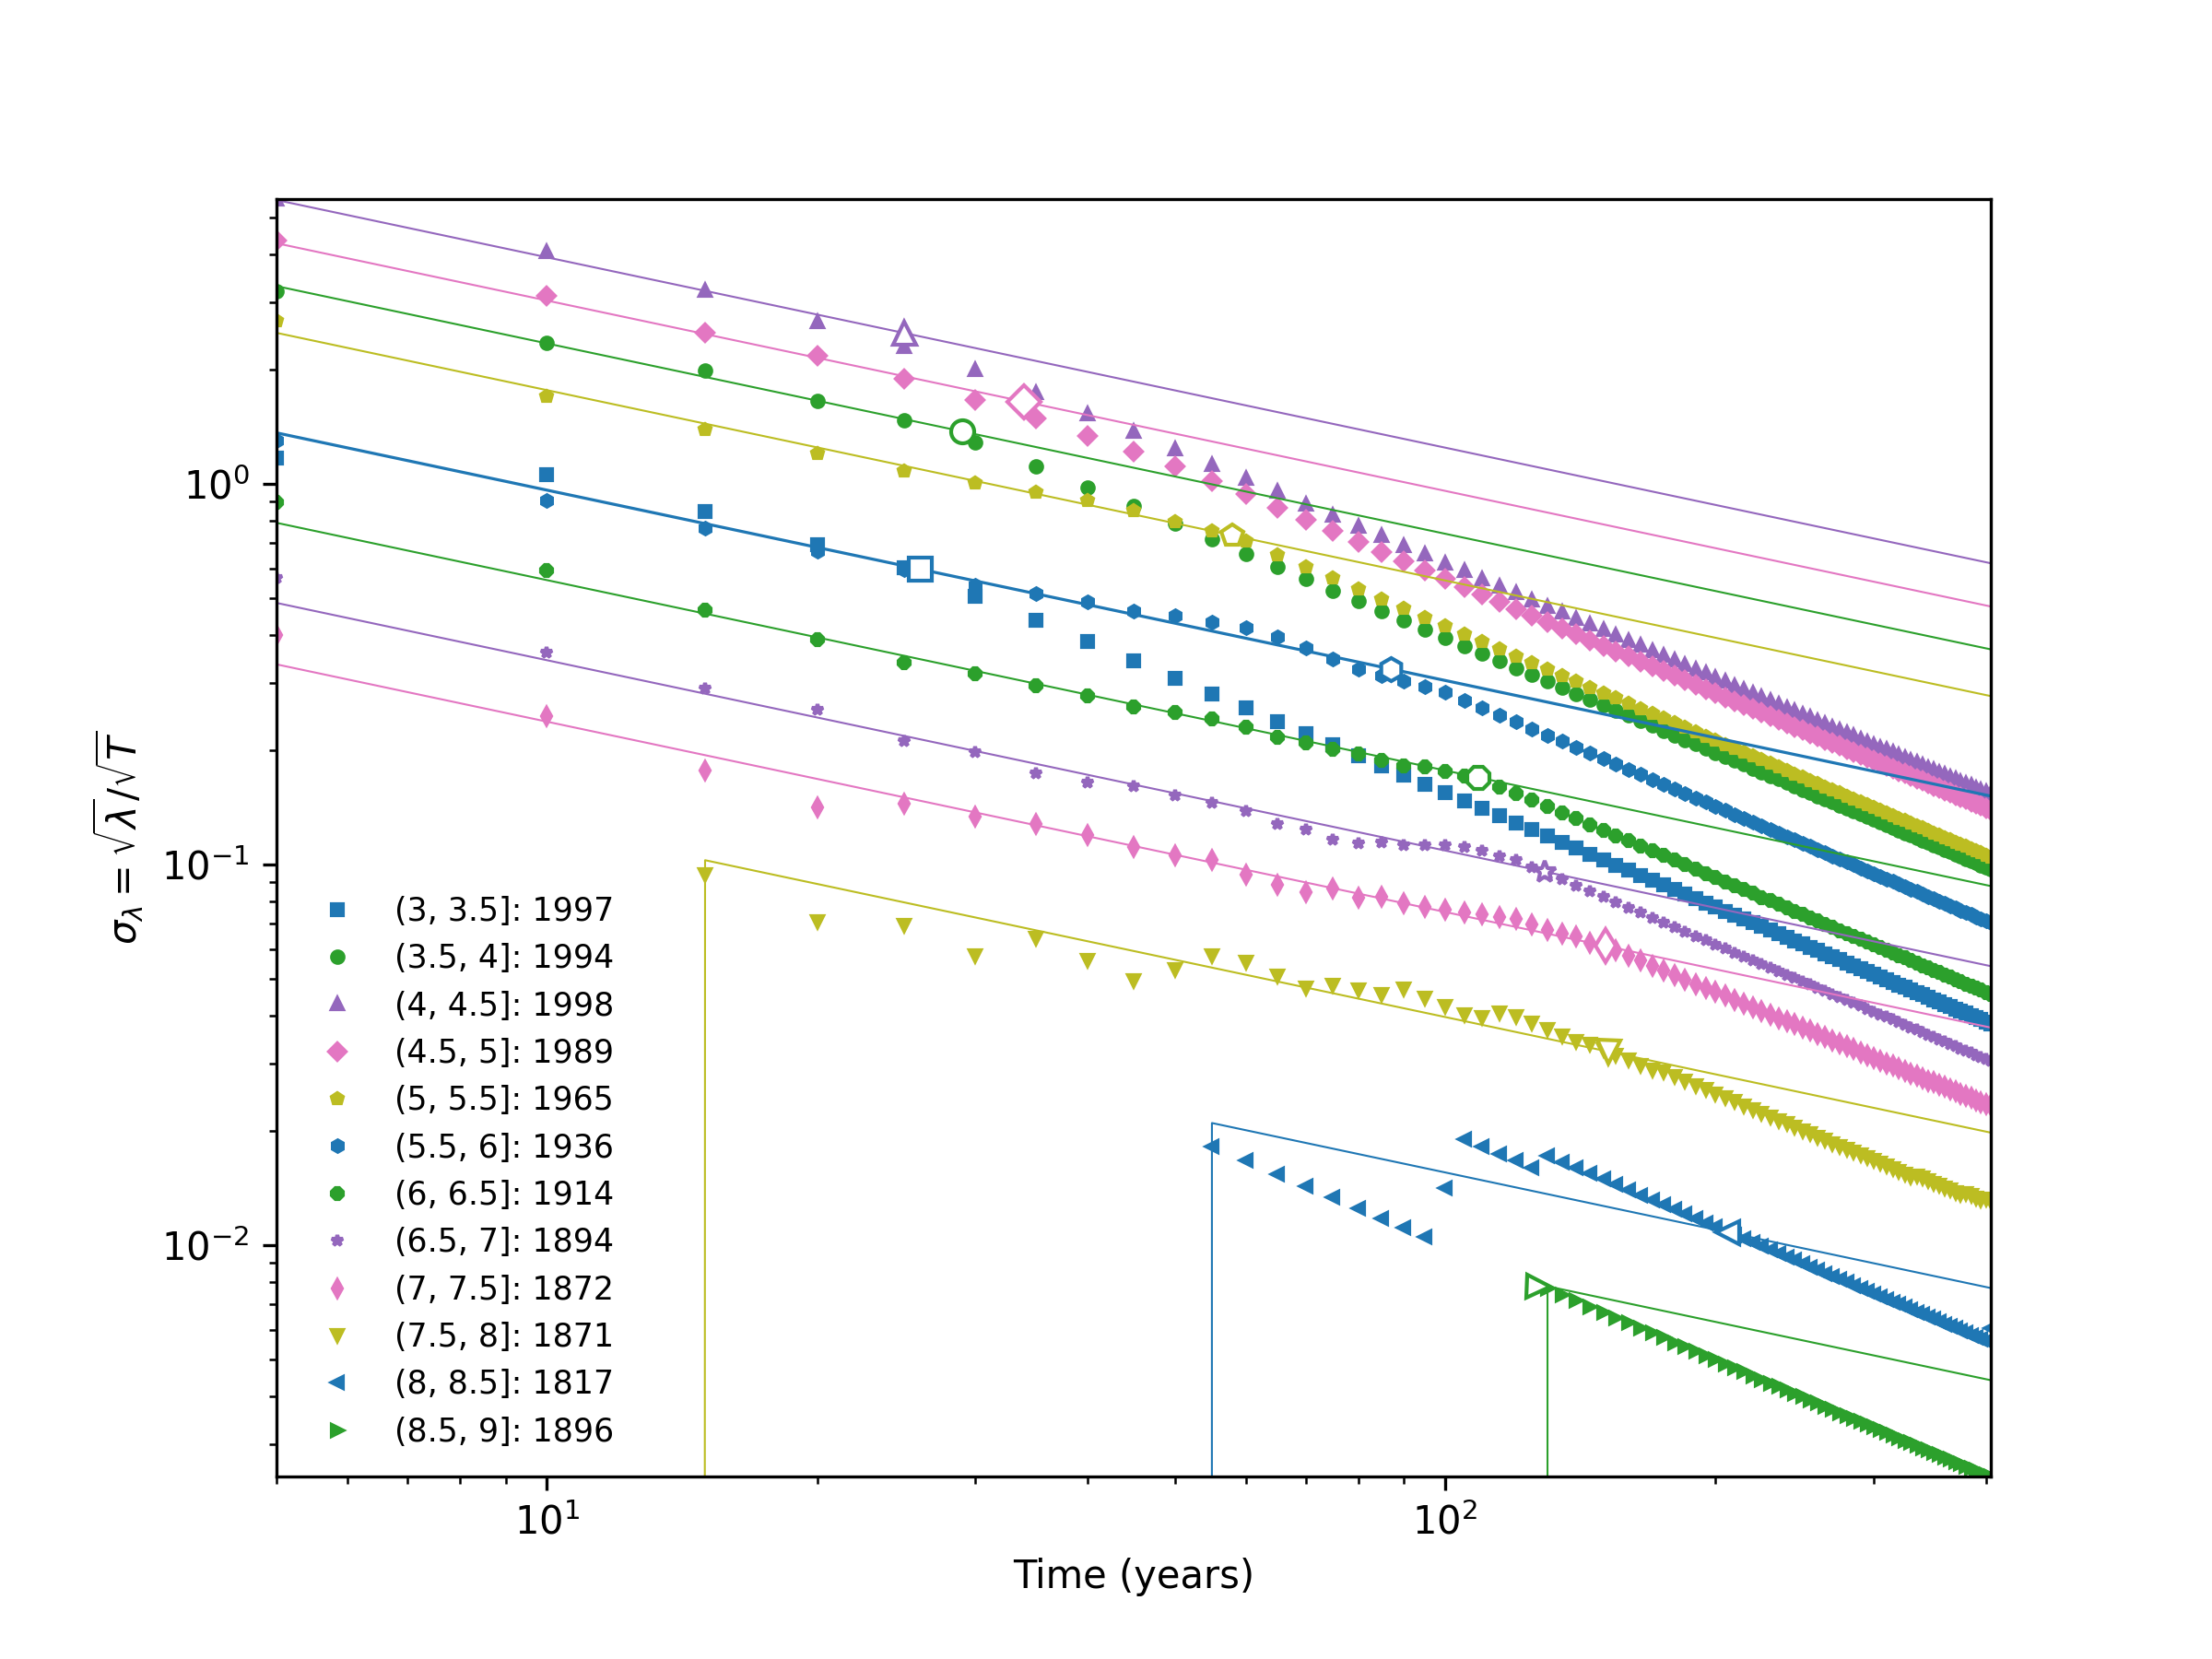 10⁰
10⁻¹
10⁻²
σ_λ = √λ/√T
(3, 3.5]: 1997
(3.5, 4]: 1994
(4, 4.5]: 1998
(4.5, 5]: 1989
(5, 5.5]: 1965
(5.5, 6]: 1936
(6, 6.5]: 1914
(6.5, 7]: 1894
(7, 7.5]: 1872
(7.5, 8]: 1871
(8, 8.5]: 1817
(8.5, 9]: 1896
10¹ 10²
Time (years)